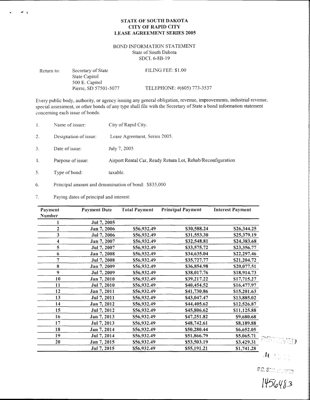 STATE OF SOUTH DAKOTA
CITY OF RAPID CITY
LEASE AGREEMENT SERIES 2005
BOND INFORMATION STATEMENT
State of South Dakota
SDCL 6-8B-19
Return to: Secretary of State FILING FEE: $1.00
State Capitol
500 E. Capitol
Pierre, SD 57501-5077 TELEPHONE: #(605) 773-3537
Every public body, authority, or agency issuing any general obligation, revenue, improvements, industrial revenue,
special assessment, or other bonds of any type shall file with the Secretary of State a bond information statement
concerning each issue of bonds.
1. Name of issuer: City of Rapid City.
2. Designation of issue: Lease Agreement, Series 2005.
3. Date of issue: July 7, 2005
4. Purpose of issue: Airport Rental Car, Ready Return Lot, Rehab/Reconfiguration
5. Type of bond: taxable.
6. Principal amount and denomination of bond: $835,000
7. Paying dates of principal and interest:
Payment Number Payment Date Total Payment Principal Payment Interest Payment
1 Jul 7, 2005
2 Jan 7, 2006 $56,932.49 $30,588.24 $26,344.25
3 Jul 7, 2006 $56,932.49 $31,553.30 $25,379.19
4 Jan 7, 2007 $56,932.49 $32,548.81 $24,383.68
5 Jul 7, 2007 $56,932.49 $33,575.72 $23,356.77
6 Jan 7, 2008 $56,932.49 $34,635.04 $22,297.46
7 Jul 7, 2008 $56,932.49 $35,727.77 $21,204.72
8 Jan 7, 2009 $56,932.49 $36,854.98 $20,077.51
9 Jul 7, 2009 $56,932.49 $38,017.76 $18,914.73
10 Jan 7, 2010 $56,932.49 $39,217.22 $17,715.27
11 Jul 7, 2010 $56,932.49 $40,454.52 $16,477.97
12 Jan 7, 2011 $56,932.49 $41,730.86 $15,201.63
13 Jul 7, 2011 $56,932.49 $43,047.47 $13,885.02
14 Jan 7, 2012 $56,932.49 $44,405.62 $12,526.87
15 Jul 7, 2012 $56,932.49 $45,806.62 $11,125.88
16 Jan 7, 2013 $56,932.49 $47,251.82 $9,680.68
17 Jul 7, 2013 $56,932.49 $48,742.61 $8,189.88
18 Jan 7, 2014 $56,932.49 $50,280.44 $6,652.05
19 Jul 7, 2014 $56,932.49 $51,866.79 $5,065.71
20 Jan 7, 2015 $56,932.49 $53,503.19 $3,429.31
Jul 7, 2015 $56,932.49 $55,191.21 $1,741.28
1456483